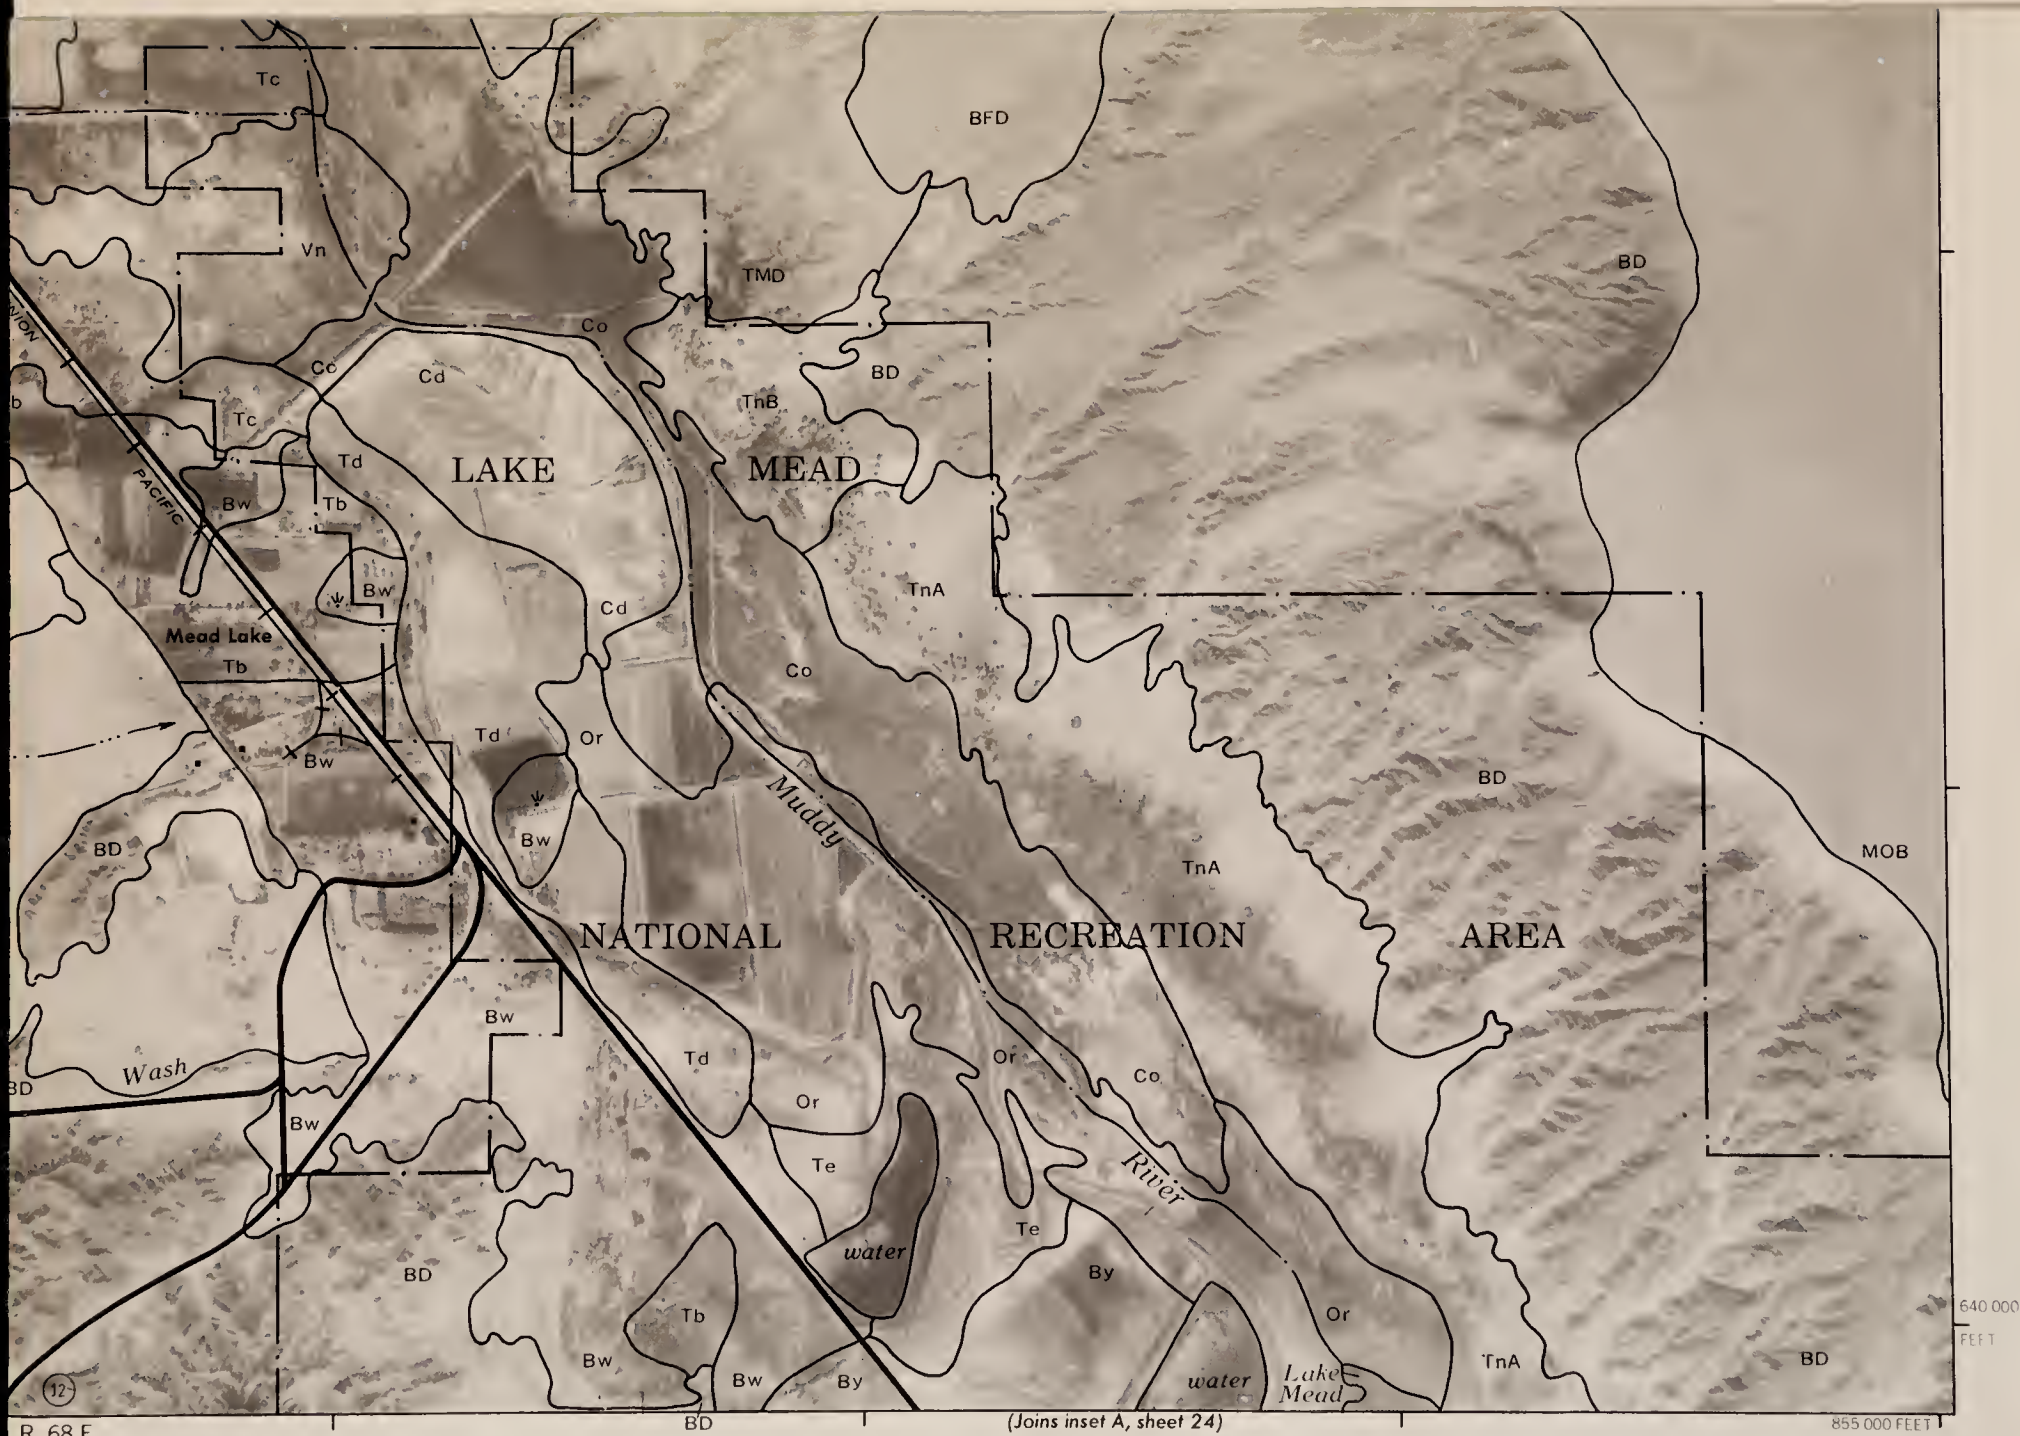 Tc
BFD
Vn
BD
TMD
NION
Co
Co
Cd
BD
b
TnB
Tc
Td
LAKE MEAD
PACIFIC
Bw
Tb
Bw
TnA
Cd
Mead Lake
Tb
Co
Td
Or
Bw
BD
Muddy
Bw
BD
MOB
TnA
NATIONAL RECREATION AREA
Bw
Td
Or
Wash
Co
BD
Or
Bw
Te
River
Te
water
BD
By
Tb
Or
640 000
FEET
Bw
TnA
BD
Bw
By
water
Lake
Mead
12
R. 68 E.
BD
(Joins inset A, sheet 24)
855 000 FEET